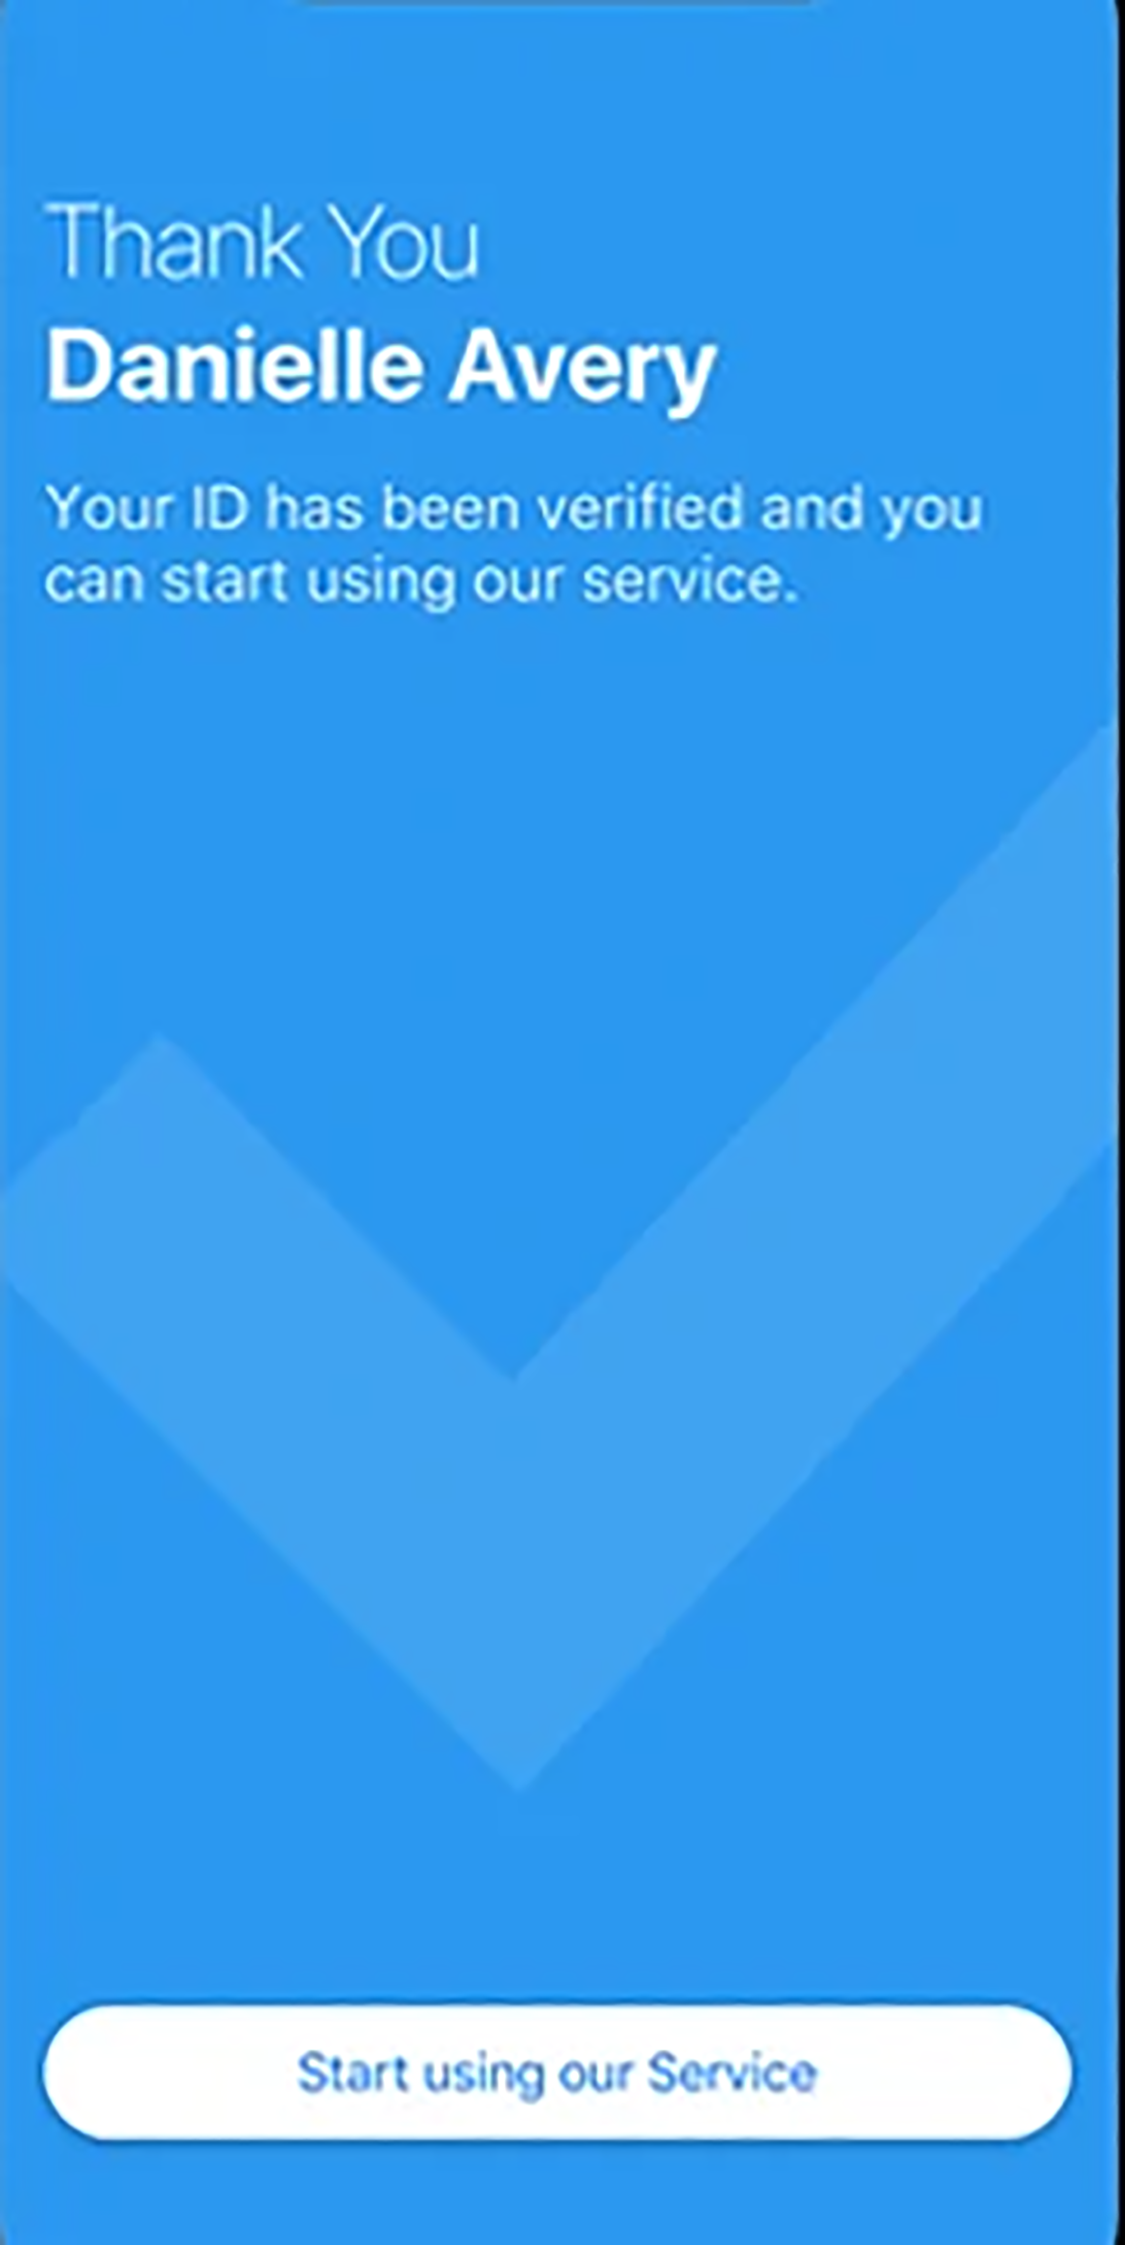 Thank You
Danielle Avery
Your ID has been verified and you
can start using our service.
Start using our Service